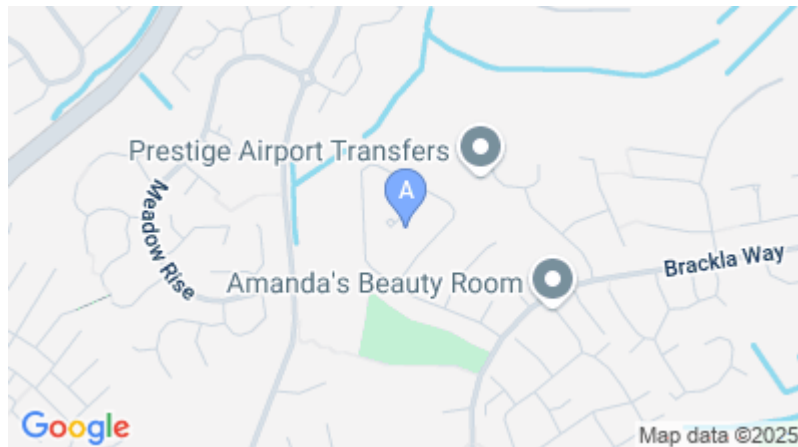 Prestige Airport Transfers
A
Meadow Rise
Brackla Way
Amanda's Beauty Room
Google
Map data ©2025